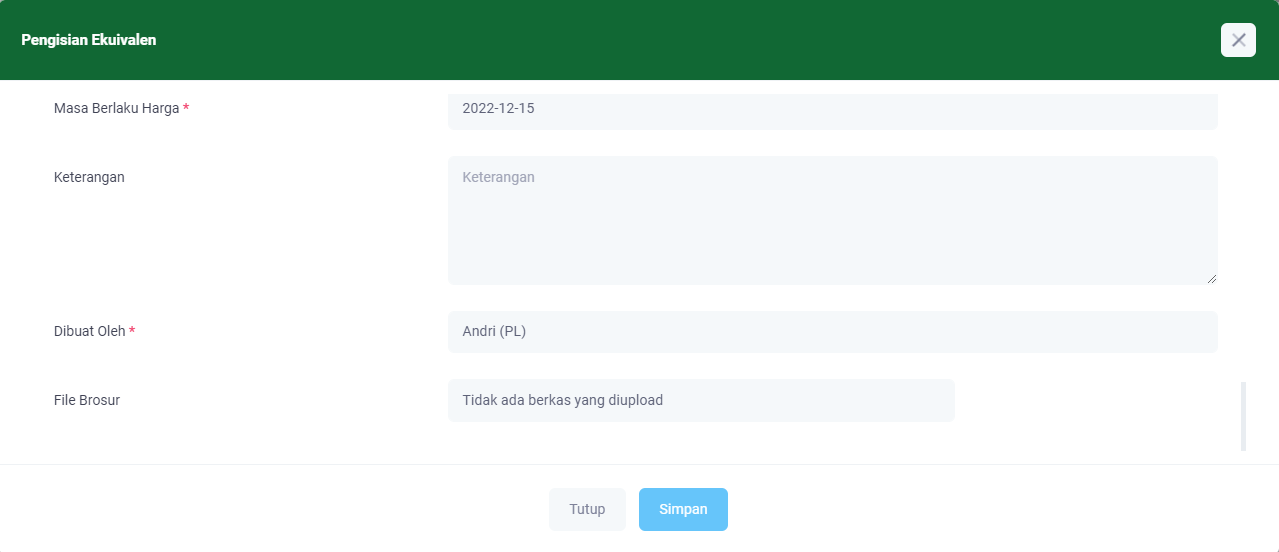 Pengisian Ekuivalen
Masa Berlaku Harga * 2022-12-15
Keterangan Keterangan
Dibuat Oleh * Andri (PL)
File Brosur Tidak ada berkas yang diupload
Tutup Simpan